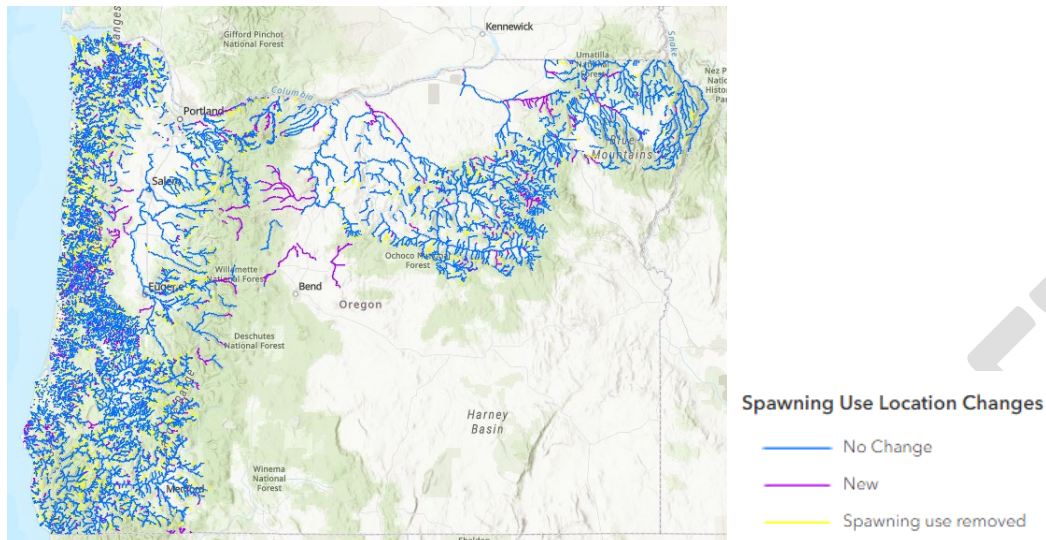 Kennewick
Gifford Pinchot
National Forest
Snake
Umatilla
Columbia
Portland
Blue
Mountains
Salem
Ochoco National
Forest
Willamette
National Forest
Eugene
Bend
Oregon
Deschutes
National Forest
Harney
Basin
Winema
National
Forest
Medford
Spawning Use Location Changes
No Change
New
Spawning use removed